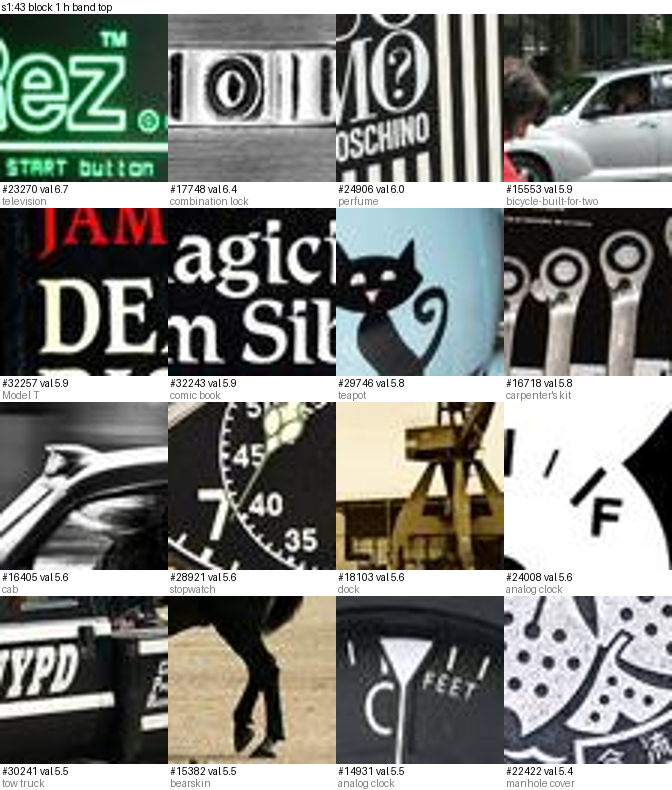 s1:43 block 1 h band top
ez.
TM
START button
#23270 val 6.7
television
#17748 val 6.4
combination lock
MO?
OSCHINO
#24906 val 6.0
perfume
#15553 val 5.9
bicycle-built-for-two
JAM
DE
#32257 val 5.9
Model T
agici
m Sib
#32243 val 5.9
comic book
#29746 val 5.8
teapot
#16718 val 5.8
carpenter's kit
#16405 val 5.6
cab
45
40
35
7
#28921 val 5.6
stopwatch
#18103 val 5.6
dock
F
#24008 val 5.6
analog clock
NYPD
#30241 val 5.5
tow truck
#15382 val 5.5
bearskin
C
FEET
#14931 val 5.5
analog clock
#22422 val 5.4
manhole cover